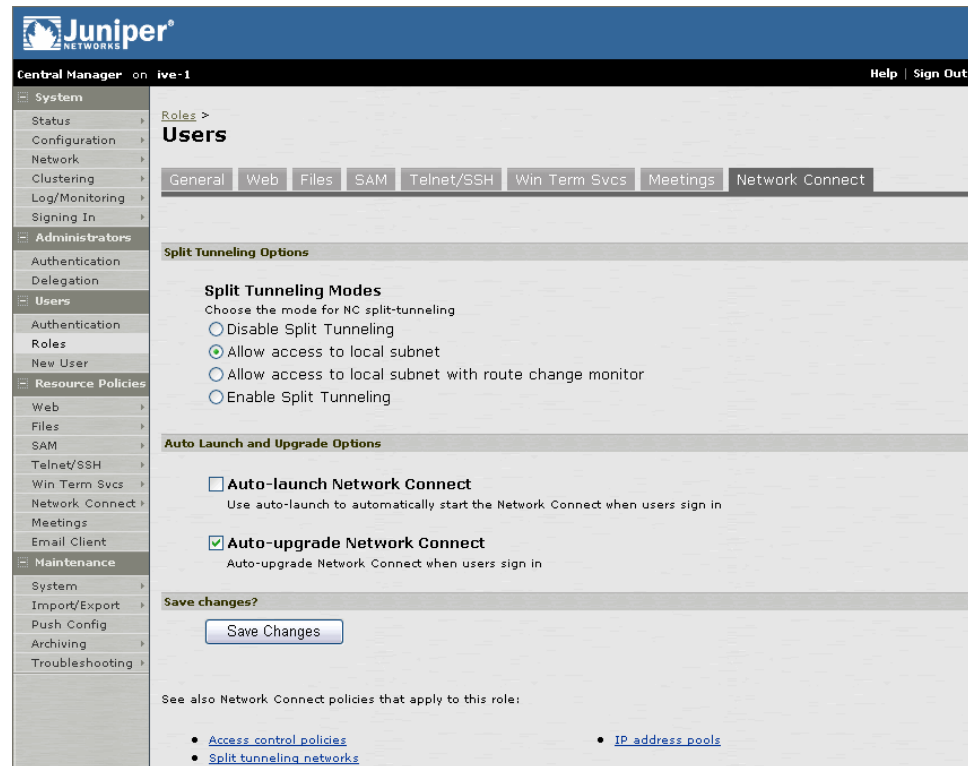 Juniper®
NETWORKS
Central Manager on ive-1
Help | Sign Out
System
Status
Configuration
Network
Clustering
Log/Monitoring
Signing In
Administrators
Authentication
Delegation
Users
Authentication
Roles
New User
Resource Policies
Web
Files
SAM
Telnet/SSH
Win Term Svcs
Network Connect
Meetings
Email Client
Maintenance
System
Import/Export
Push Config
Archiving
Troubleshooting
Roles >
Users
General Web Files SAM Telnet/SSH Win Term Svcs Meetings Network Connect
Split Tunneling Options
Split Tunneling Modes
Choose the mode for NC split-tunneling
Disable Split Tunneling
Allow access to local subnet
Allow access to local subnet with route change monitor
Enable Split Tunneling
Auto Launch and Upgrade Options
Auto-launch Network Connect
Use auto-launch to automatically start the Network Connect when users sign in
Auto-upgrade Network Connect
Auto-upgrade Network Connect when users sign in
Save changes?
Save Changes
See also Network Connect policies that apply to this role:
Access control policies
IP address pools
Split tunneling networks